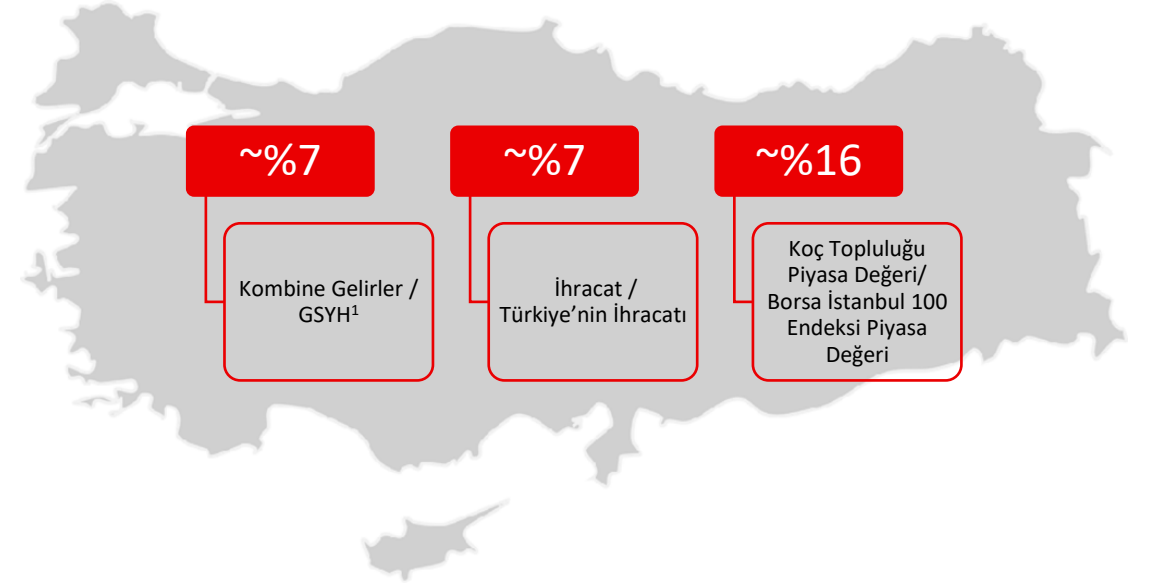 ~%7
Kombine Gelirler /
GSYH¹
~%7
İhracat /
Türkiye’nin İhracatı
~%16
Koç Topluluğu
Piyasa Değeri/
Borsa İstanbul 100
Endeksi Piyasa
Değeri